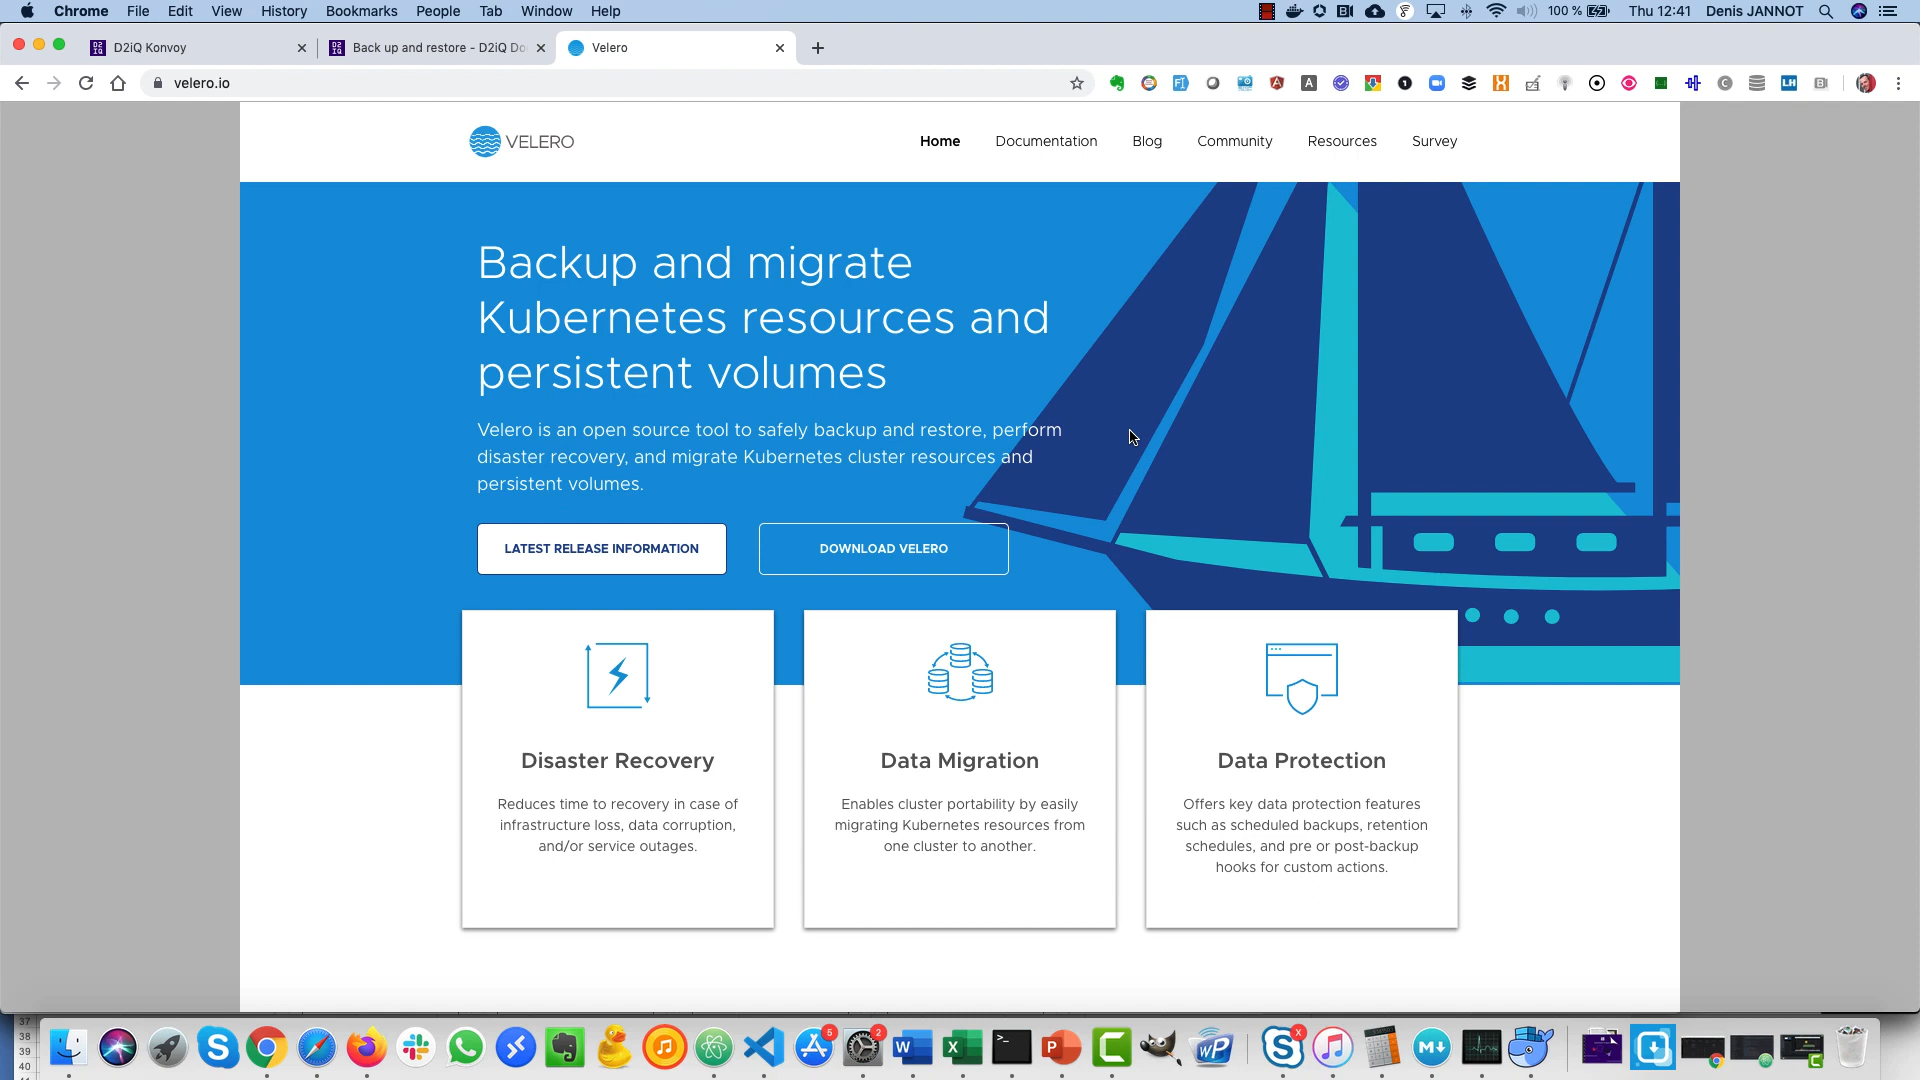 Chrome File Edit View History Bookmarks People Tab Window Help
100 % Thu 12:41 Denis JANNOT
D2iQ Konvoy
Back up and restore - D2iQ Do
Velero
velero.io
VELERO
Home Documentation Blog Community Resources Survey
Backup and migrate
Kubernetes resources and
persistent volumes
Velero is an open source tool to safely backup and restore, perform
disaster recovery, and migrate Kubernetes cluster resources and
persistent volumes.
LATEST RELEASE INFORMATION
DOWNLOAD VELERO
Disaster Recovery
Reduces time to recovery in case of
infrastructure loss, data corruption,
and/or service outages.
Data Migration
Enables cluster portability by easily
migrating Kubernetes resources from
one cluster to another.
Data Protection
Offers key data protection features
such as scheduled backups, retention
schedules, and pre or post-backup
hooks for custom actions.
37
38
39
40
5
2